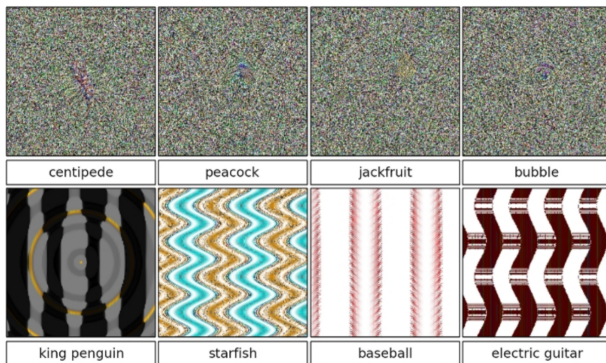 centipede
peacock
jackfruit
bubble
king penguin
starfish
baseball
electric guitar